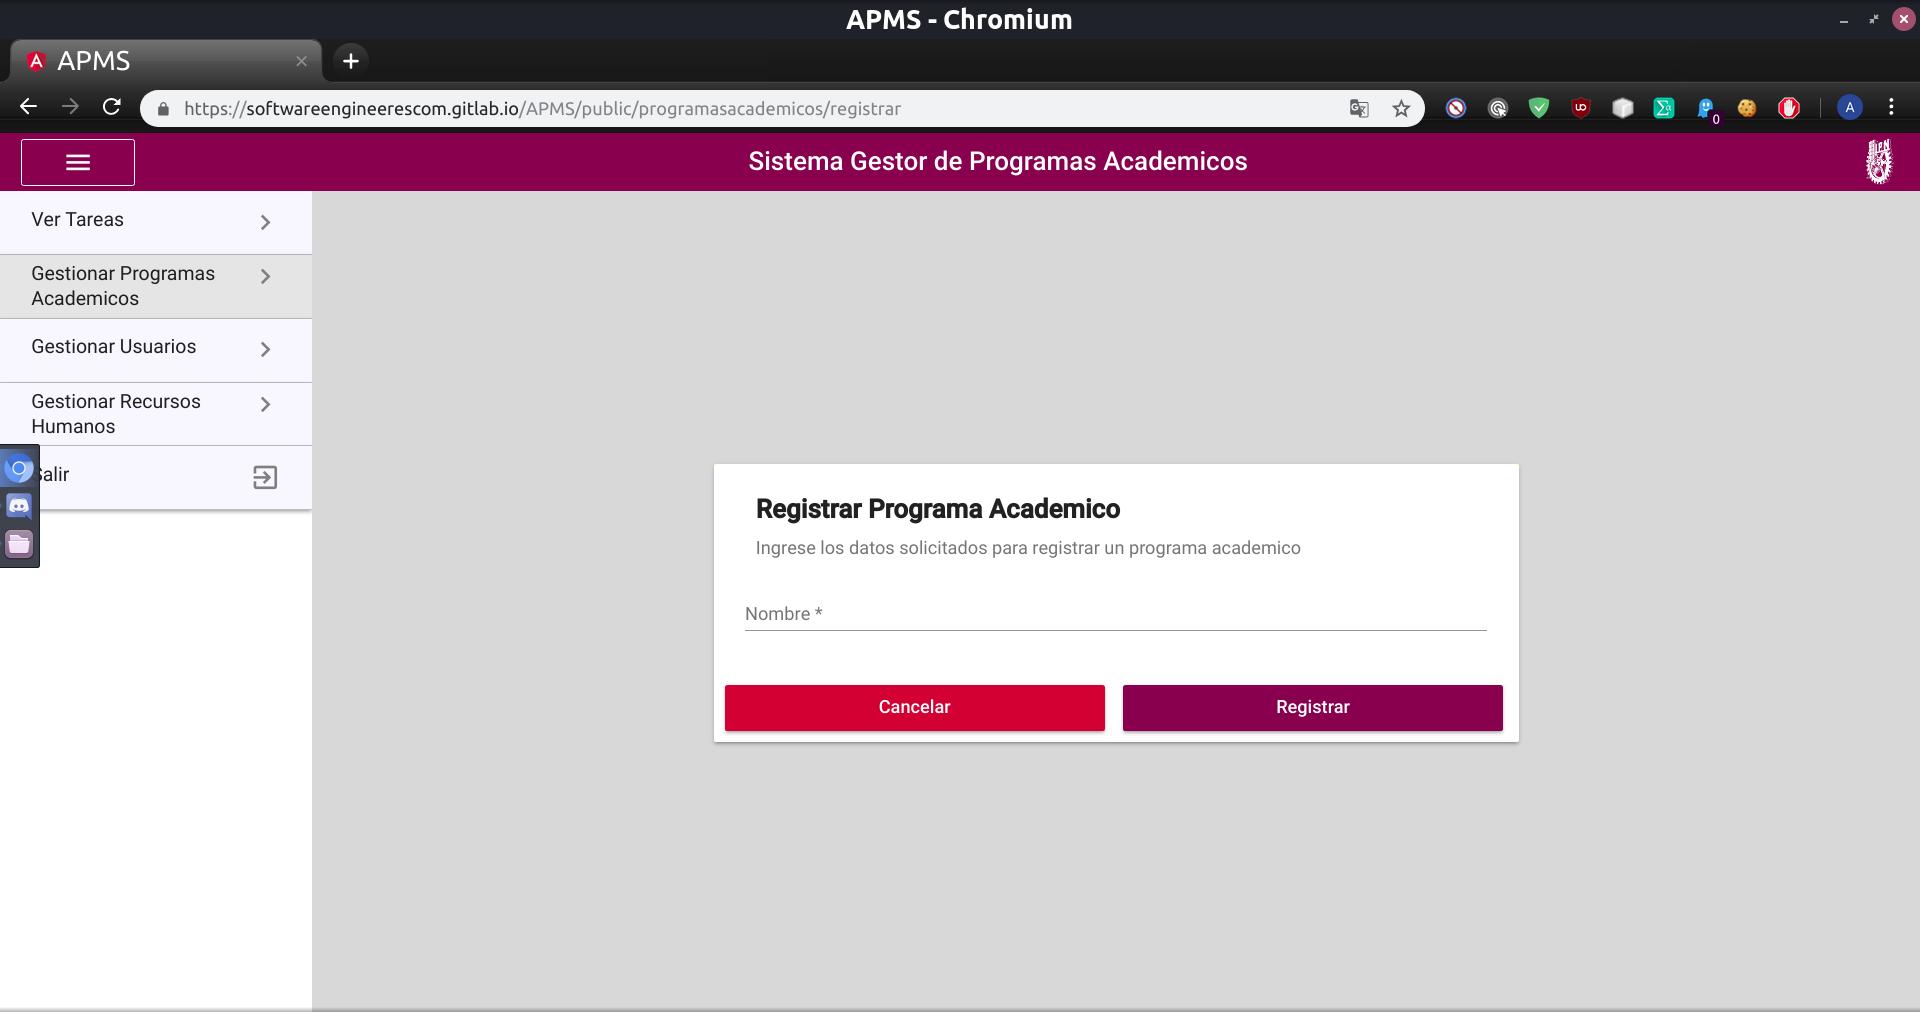 APMS - Chromium
APMS
https://softwareengineerescom.gitlab.io/APMS/public/programasacademicos/registrar
0
A
Sistema Gestor de Programas Academicos
Ver Tareas
Gestionar Programas
Academicos
Gestionar Usuarios
Gestionar Recursos
Humanos
Salir
Registrar Programa Academico
Ingrese los datos solicitados para registrar un programa academico
Nombre *
Cancelar
Registrar